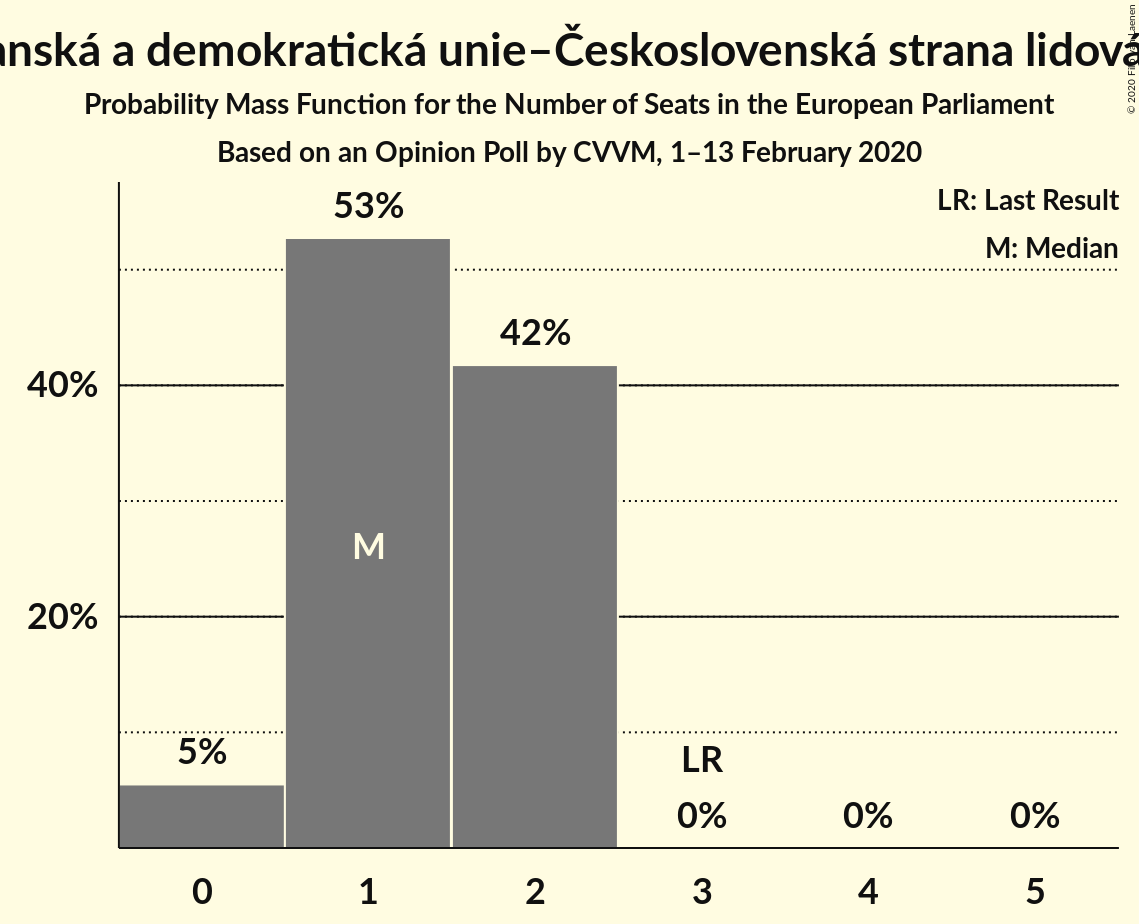 a demokratická unie–Československá strana
Probability Mass Function for the Number of Seats in the European Parliament
Based on an Opinion Poll by CVVM, 1–13 February 2020
© 2020
LR: Last Result
M: Median
53%
42%
40%
M
20%
5%
LR
0% 0% 0%
0 1 2 3 4 5